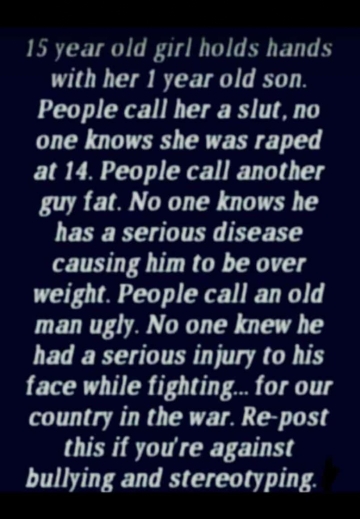 15 year old girl holds hands
with her 1 year old son.
People call her a slut, no
one knows she was raped
at 14. People call another
guy fat. No one knows he
has a serious disease
causing him to be over
weight. People call an old
man ugly. No one knew he
had a serious injury to his
face while fighting... for our
country in the war. Re-post
this if you're against
bullying and stereotyping.